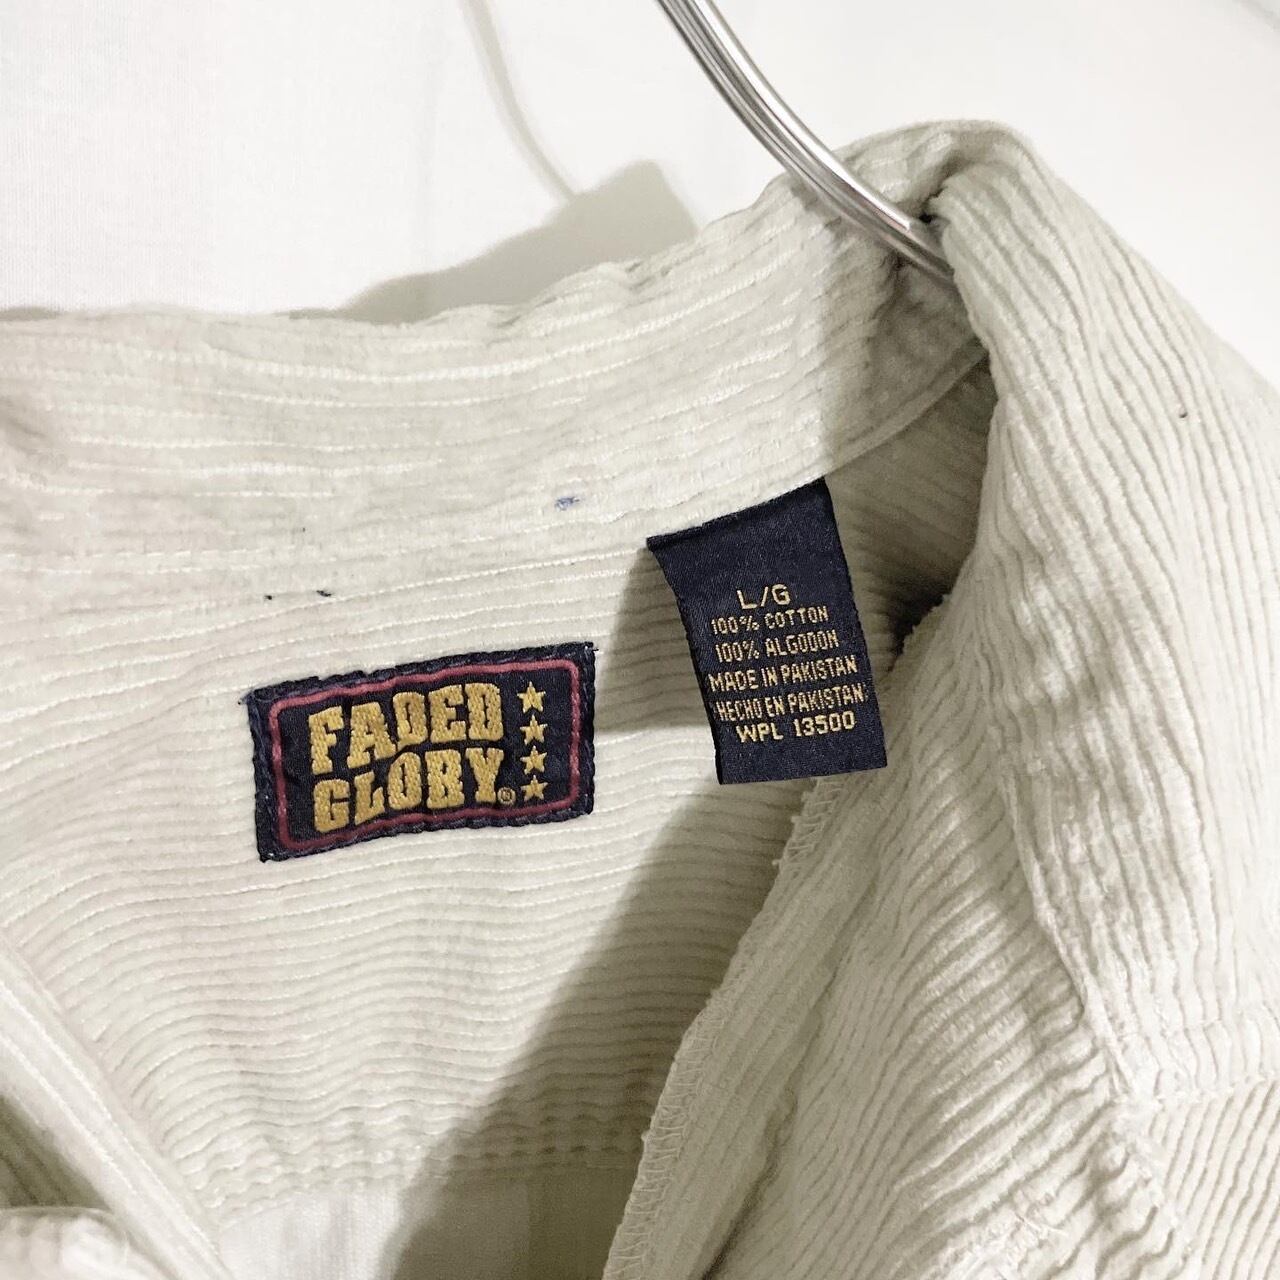 FADED
GLORY®
L/G
100% COTTON
100% ALGODON
MADE IN PAKISTAN
HECHO EN PAKISTAN
WPL 13500